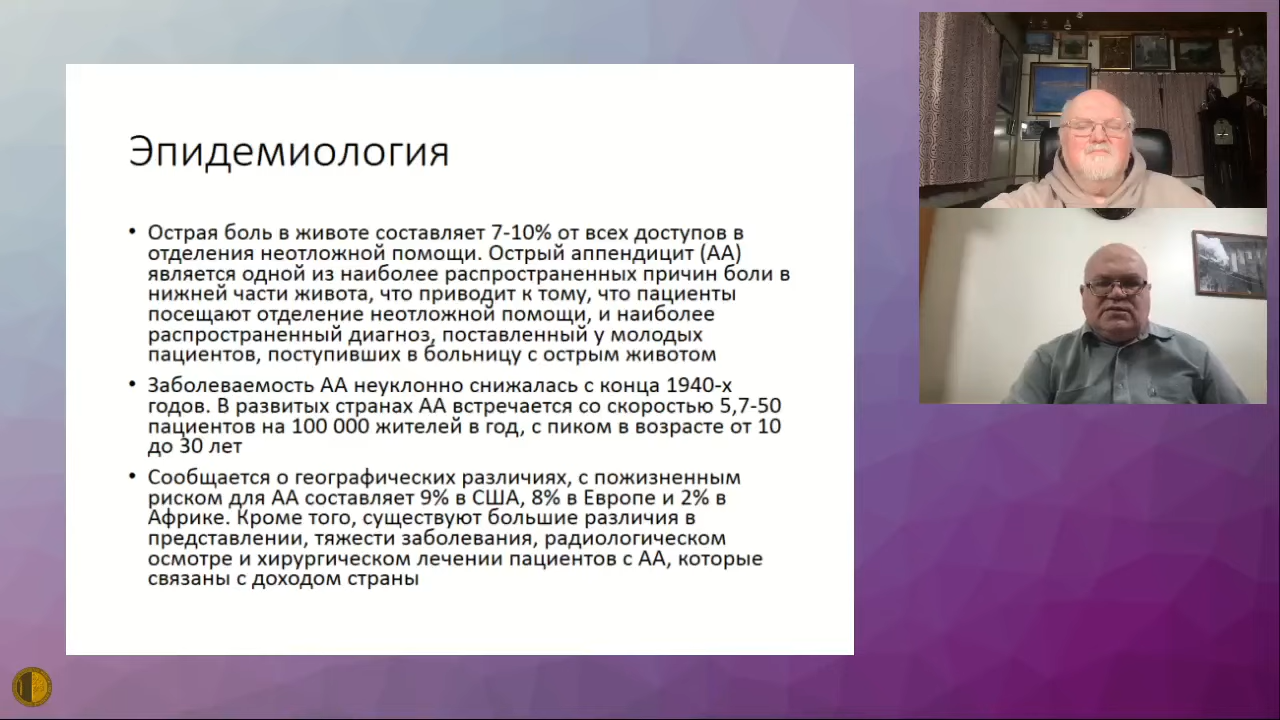 Эпидемиология
• Острая боль в животе составляет 7-10% от всех доступов в
отделения неотложной помощи. Острый аппендицит (АА)
является одной из наиболее распространенных причин боли в
нижней части живота, что приводит к тому, что пациенты
посещают отделение неотложной помощи, и наиболее
распространенный диагноз, поставленный у молодых
пациентов, поступивших в больницу с острым животом
• Заболеваемость АА неуклонно снижалась с конца 1940-х
годов. В развитых странах АА встречается со скоростью 5,7-50
пациентов на 100 000 жителей в год, с пиком в возрасте от 10
до 30 лет
• Сообщается о географических различиях, с пожизненным
риском для АА составляет 9% в США, 8% в Европе и 2% в
Африке. Кроме того, существуют большие различия в
представлении, тяжести заболевания, радиологическом
осмотре и хирургическом лечении пациентов с АА, которые
связаны с доходом страны